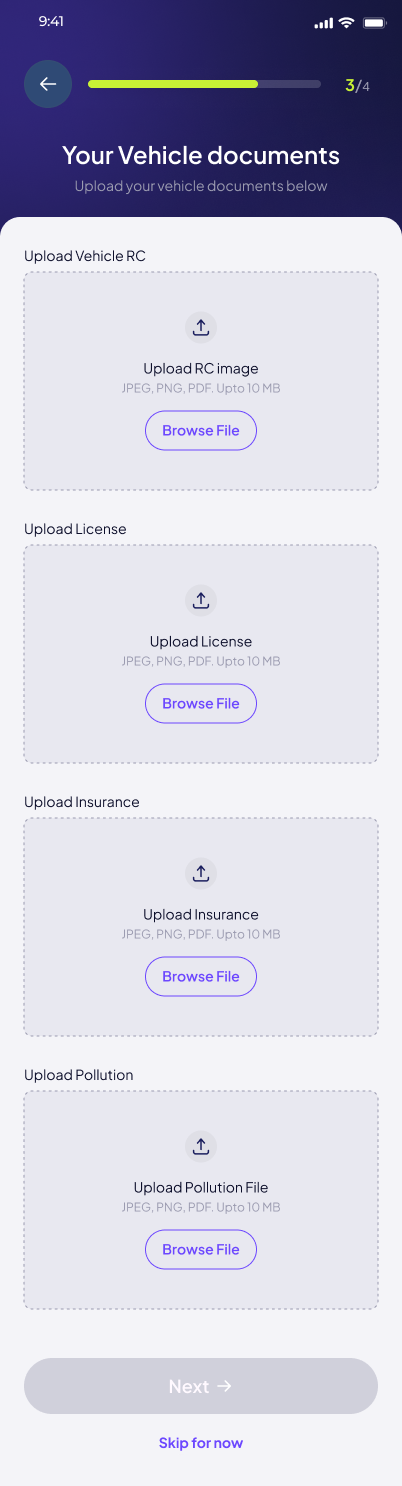 9:41
3/4
Your Vehicle documents
Upload your vehicle documents below
Upload Vehicle RC
Upload RC image
JPEG, PNG, PDF. Upto 10 MB
Browse File
Upload License
Upload License
JPEG, PNG, PDF. Upto 10 MB
Browse File
Upload Insurance
Upload Insurance
JPEG, PNG, PDF. Upto 10 MB
Browse File
Upload Pollution
Upload Pollution File
JPEG, PNG, PDF. Upto 10 MB
Browse File
Next →
Skip for now